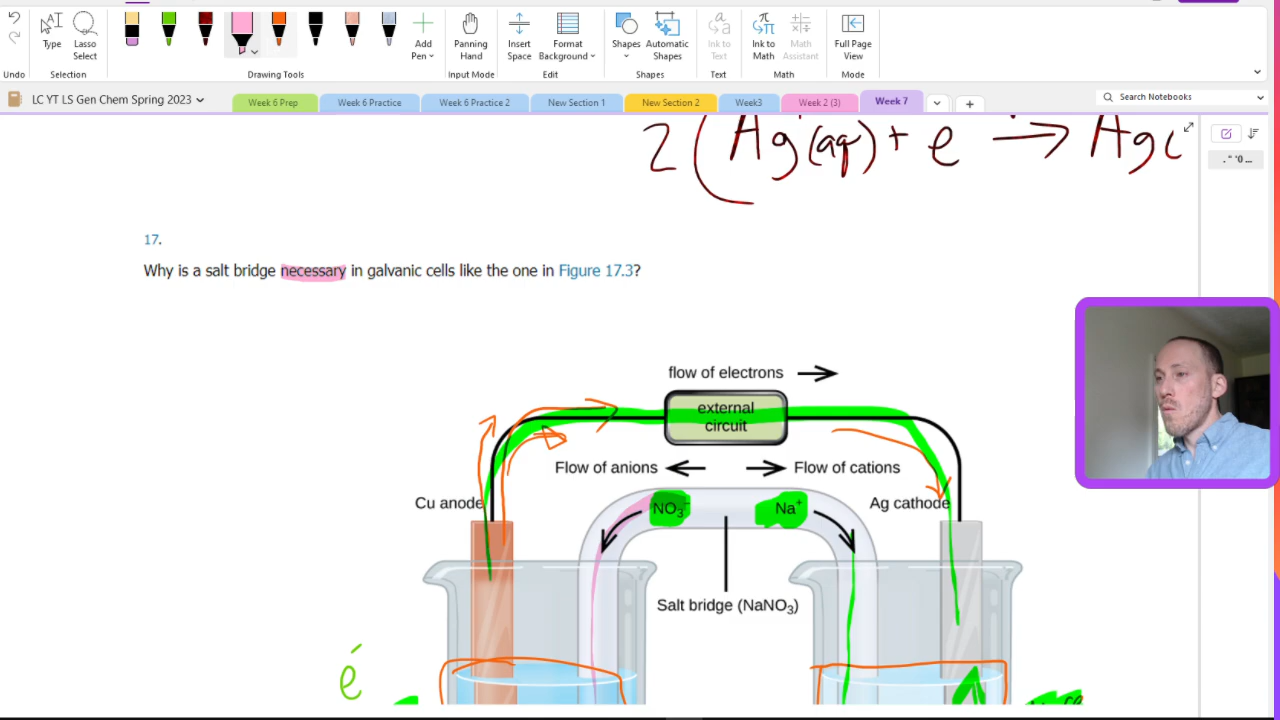 Undo
Type
Lasso
Select
Selection
Drawing Tools
Add
Pen
Panning
Hand
Input Mode
Insert
Space
Format
Background
Edit
Shapes
Automatic
Shapes
Shapes
Ink to
Text
Text
Ink to
Math
Math
Assistant
Math
Full Page
View
Mode
LC YT LS Gen Chem Spring 2023
Week 6 Prep
Week 6 Practice
Week 6 Practice 2
New Section 1
New Section 2
Week3
Week 2 (3)
Week 7
Search Notebooks
2 ( Ag (aq) + e → Ag(
17.
Why is a salt bridge necessary in galvanic cells like the one in Figure 17.3?
flow of electrons
external
circuit
Flow of anions
Flow of cations
Cu anode
NO₃⁻
Na⁺
Ag cathode
Salt bridge (NaNO₃)
é